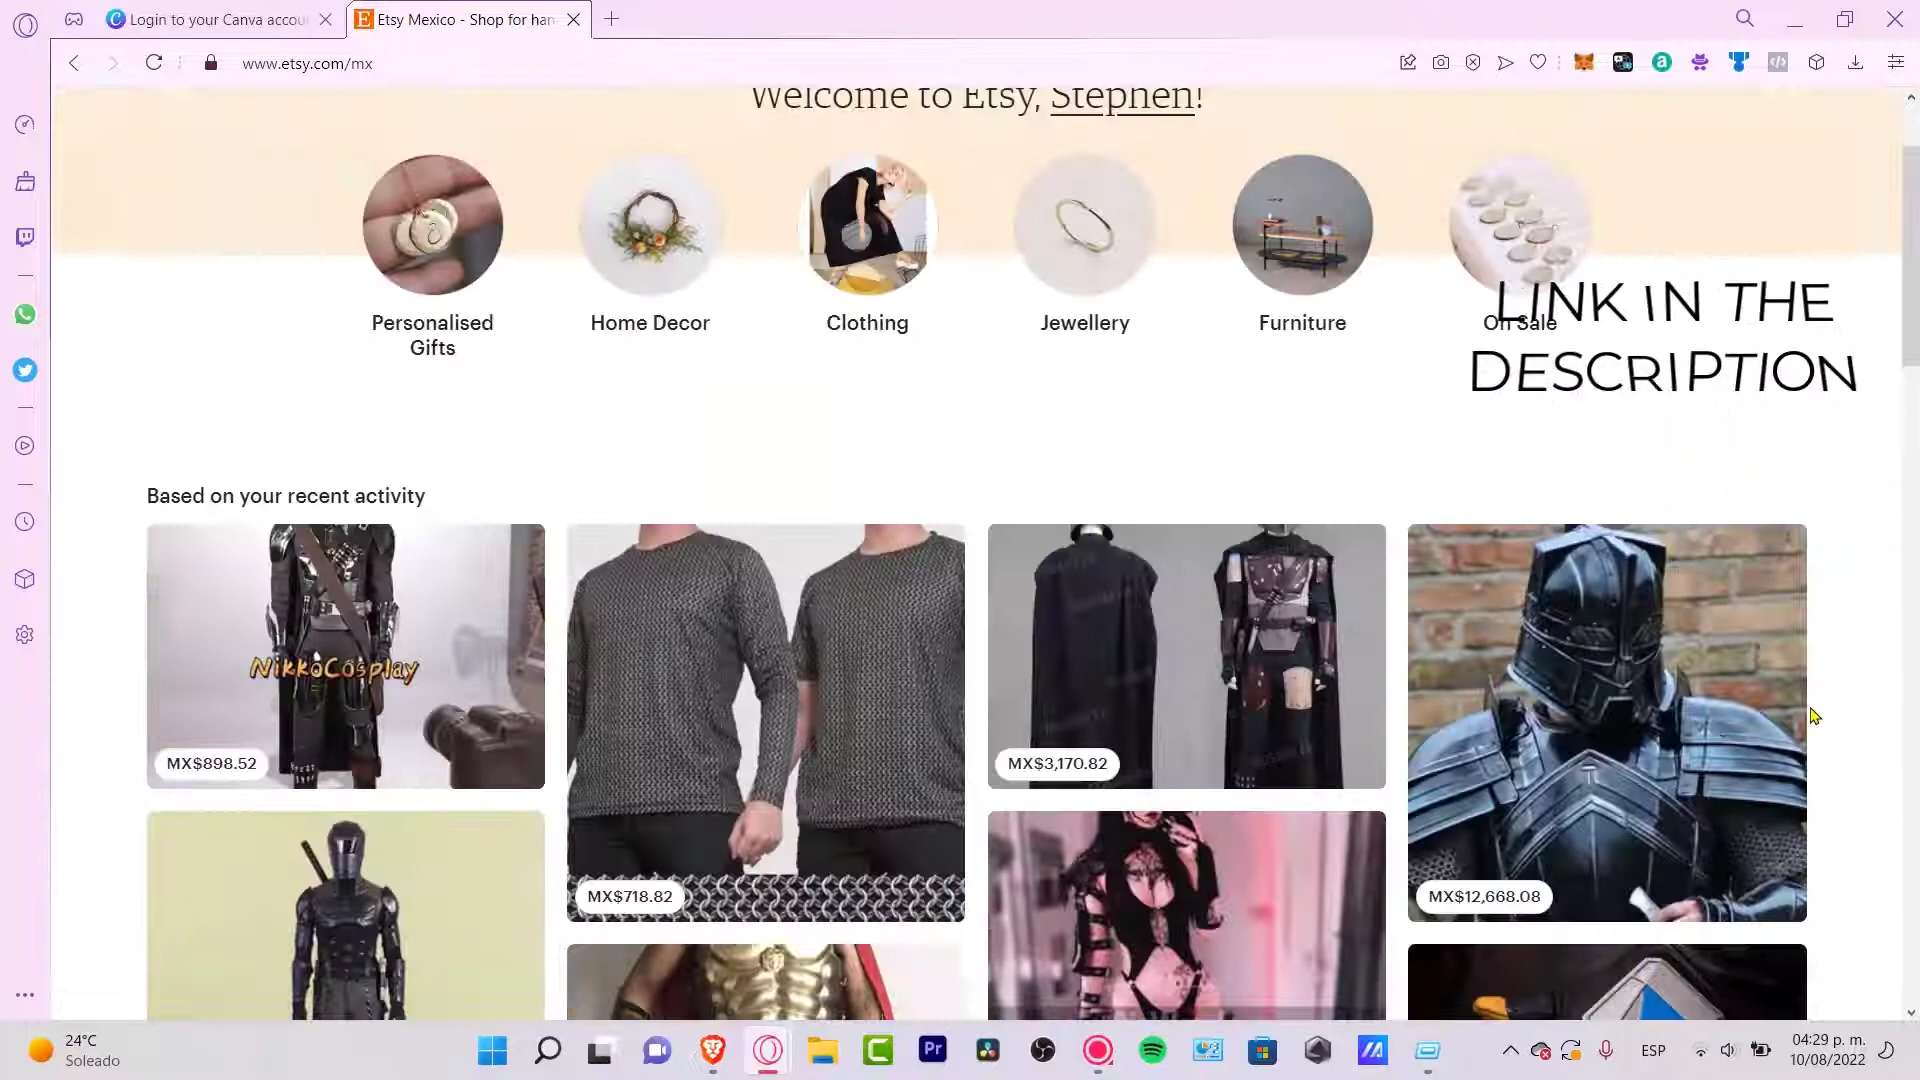 Login to your Canva accou
Etsy Mexico - Shop for han
www.etsy.com/mx
Welcome to Etsy, Stephen!
Personalised
Gifts
Home Decor
Clothing
Jewellery
Furniture
On Sale
LINK IN THE
DESCRIPTION
Based on your recent activity
NikkoCosplay
MX$898.52
MX$718.82
MX$3,170.82
MX$12,668.08
24°C
Soleado
Pr
ESP
04:29 p. m.
10/08/2022